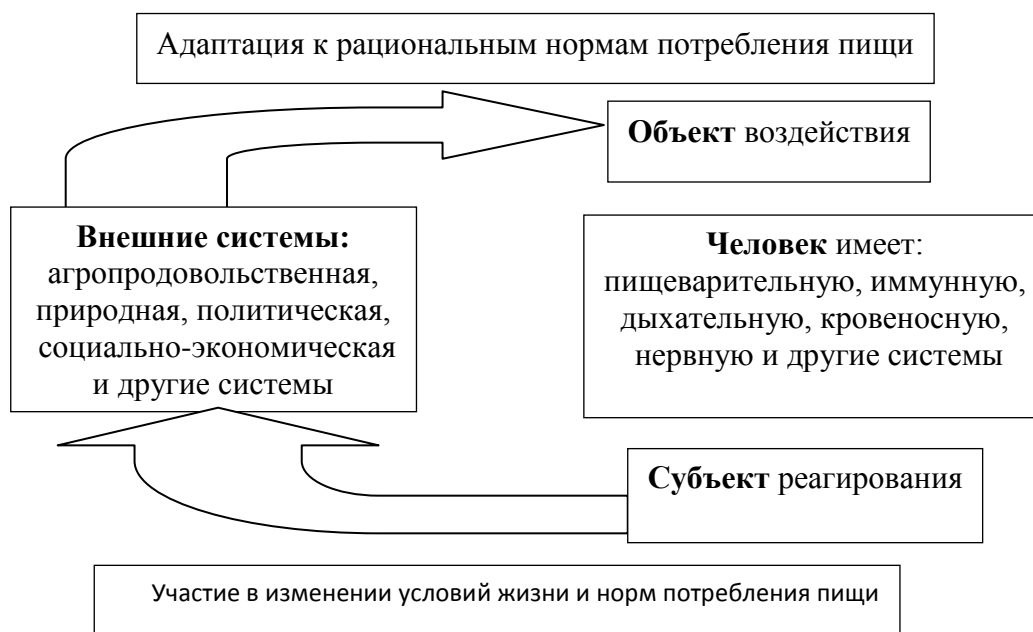 Адаптация к рациональным нормам потребления пищи
Объект воздействия
Внешние системы:
агропродовольственная,
природная, политическая,
социально-экономическая
и другие системы
Человек имеет:
пищеварительную, иммунную,
дыхательную, кровеносную,
нервную и другие системы
Субъект реагирования
Участие в изменении условий жизни и норм потребления пищи